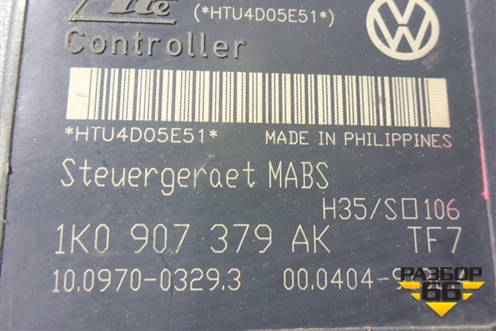 Ate (*HTU4D05E51*)
Controller
*HTU4D05E51* MADE IN PHILIPPINES
Steuergeraet MABS
H35/S□106
1K0 907 379 AK TF7
10.0970-0329.3 00.0404-
РАЗБОР
66